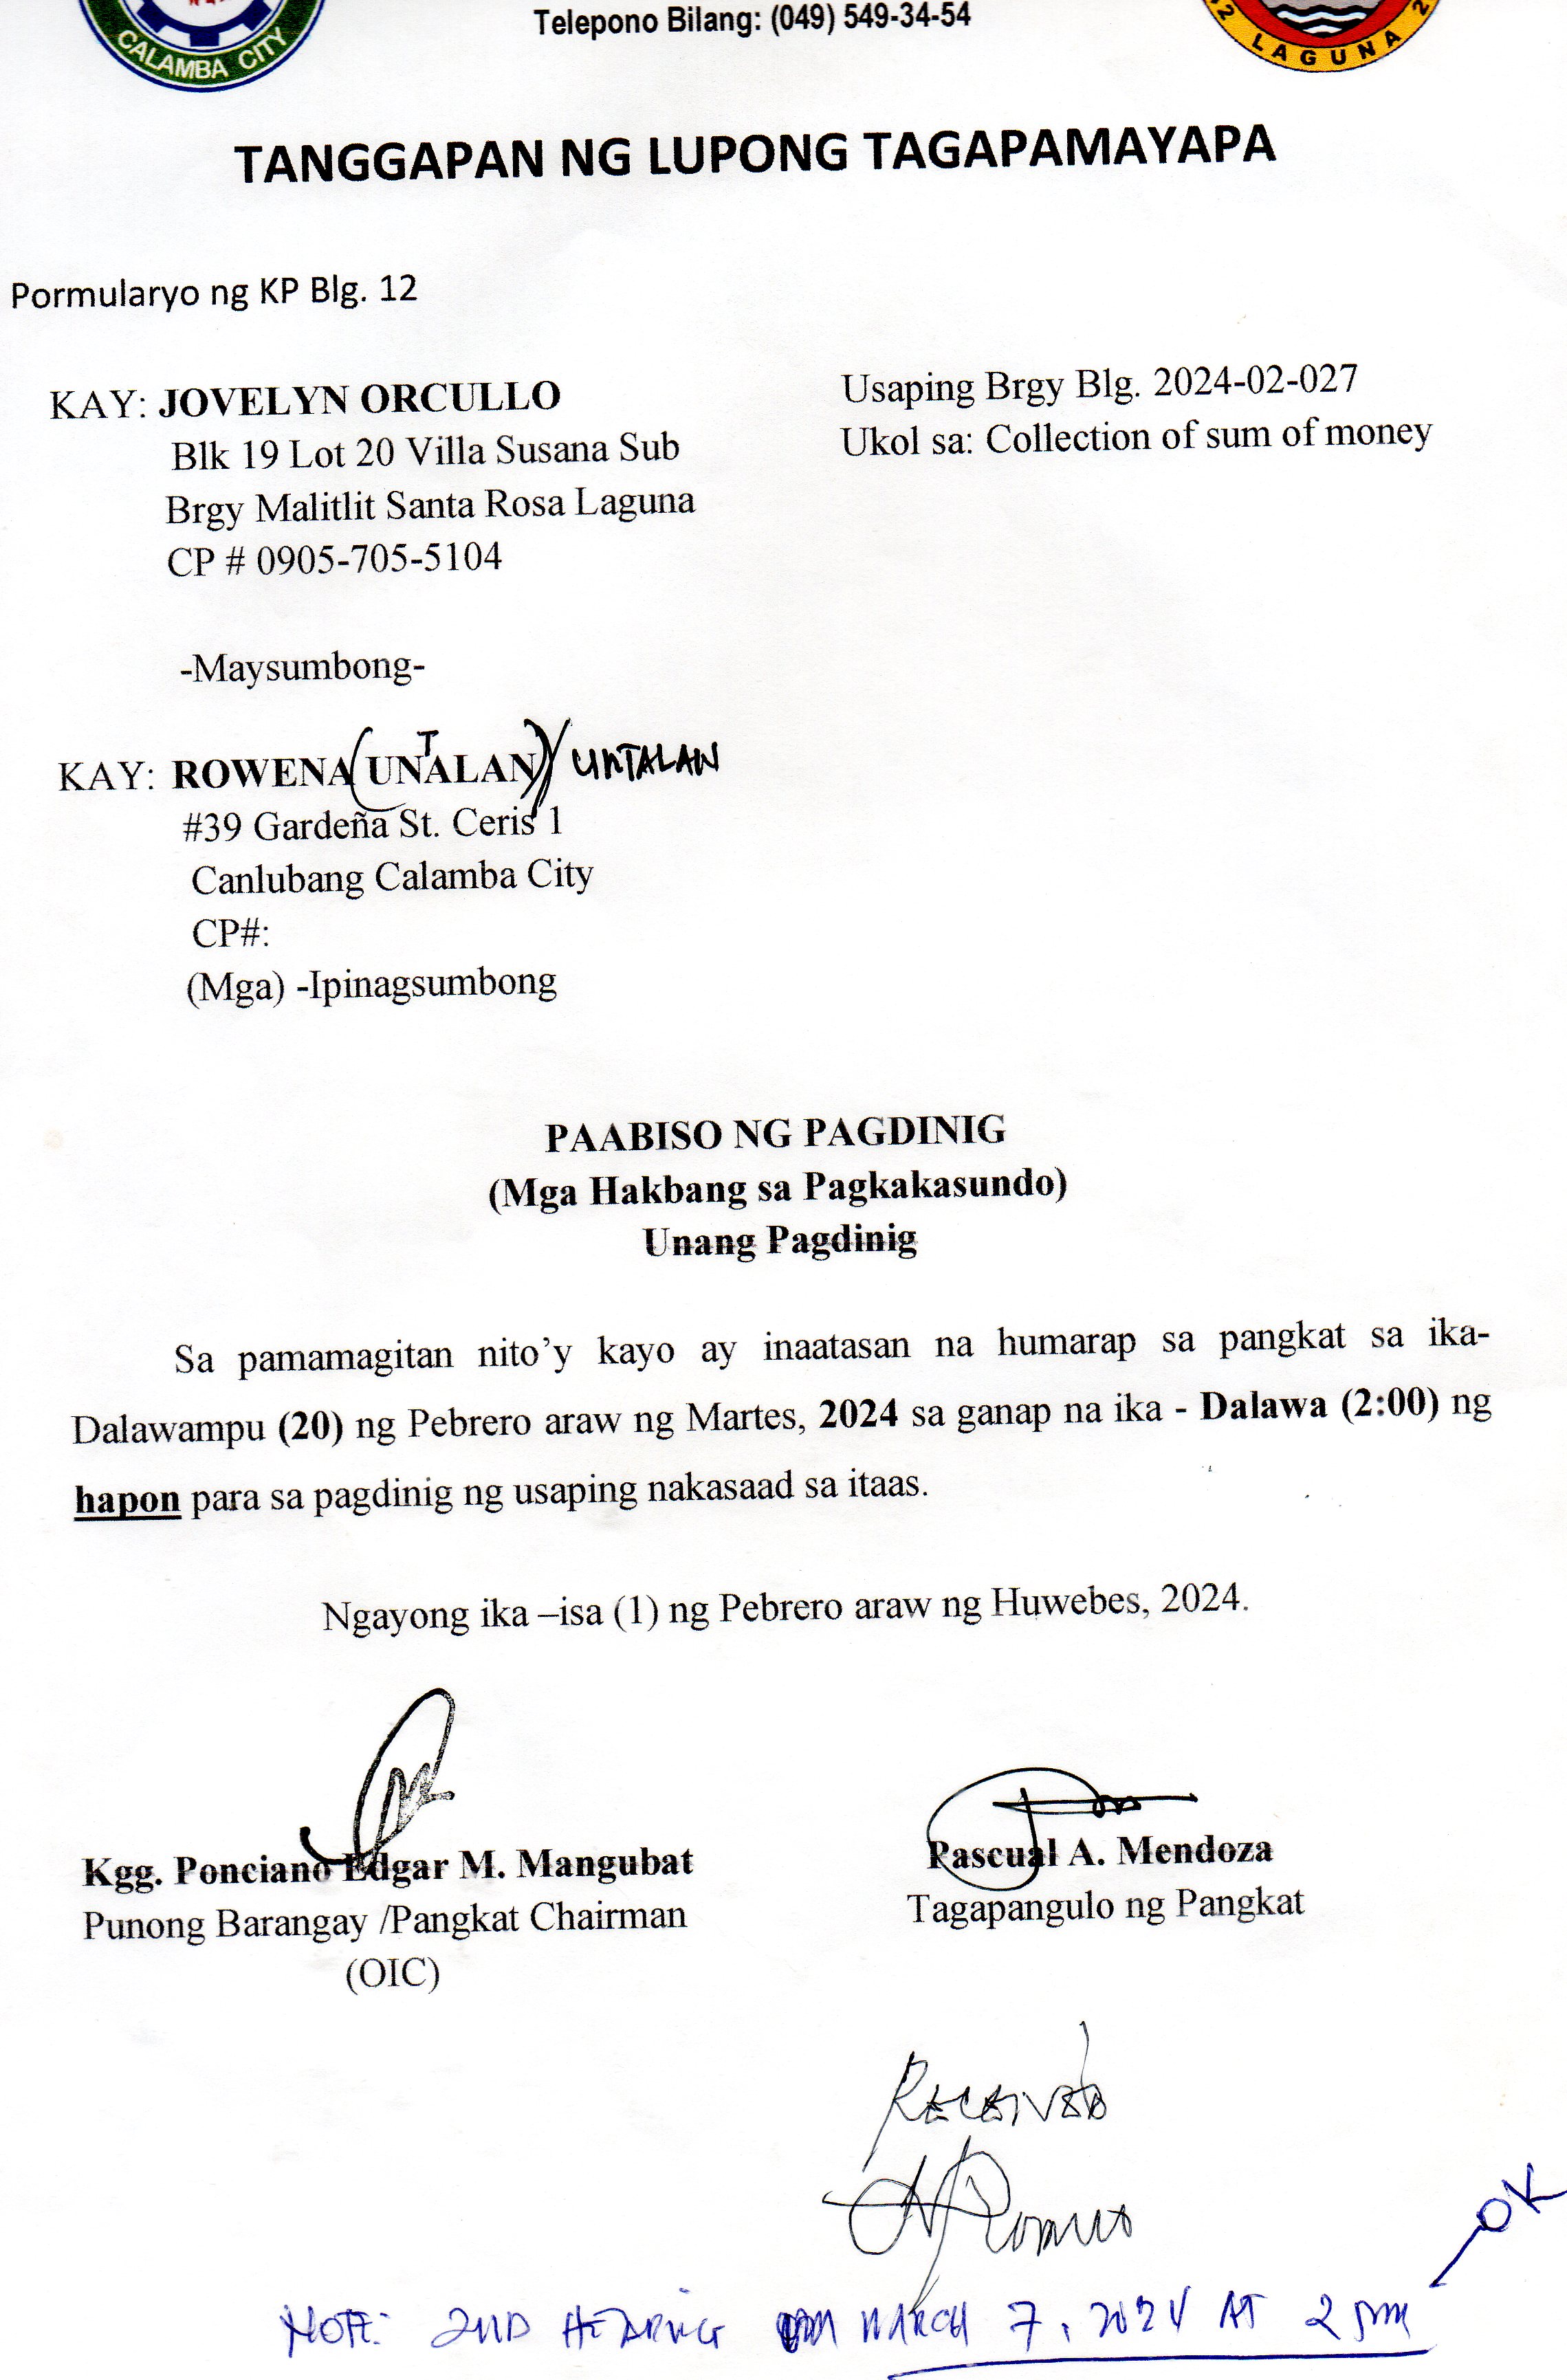 CALAMBA CITY
Telepono Bilang: (049) 549-34-54
LAGUNA
TANGGAPAN NG LUPONG TAGAPAMAYAPA
Pormularyo ng KP Blg. 12
KAY: JOVELYN ORCULLO
Blk 19 Lot 20 Villa Susana Sub
Brgy Malitlit Santa Rosa Laguna
CP # 0905-705-5104
Usaping Brgy Blg. 2024-02-027
Ukol sa: Collection of sum of money
-Maysumbong-
T
KAY: ROWENA (UNALAN) UNTALAN
#39 Gardeña St. Ceris 1
Canlubang Calamba City
CP#:
(Mga) -Ipinagsumbong
PAABISO NG PAGDINIG
(Mga Hakbang sa Pagkakasundo)
Unang Pagdinig
Sa pamamagitan nito'y kayo ay inaatasan na humarap sa pangkat sa ika-
Dalawampu (20) ng Pebrero araw ng Martes, 2024 sa ganap na ika - Dalawa (2:00) ng
hapon para sa pagdinig ng usaping nakasaad sa itaas.
Ngayong ika –isa (1) ng Pebrero araw ng Huwebes, 2024.
Kgg. Ponciano Edgar M. Mangubat
Punong Barangay /Pangkat Chairman
(OIC)
Pascual A. Mendoza
Tagapangulo ng Pangkat
RECEIVED
OK
NOTE: 2ND HEARING MARCH 7, 2024 AT 2 pm